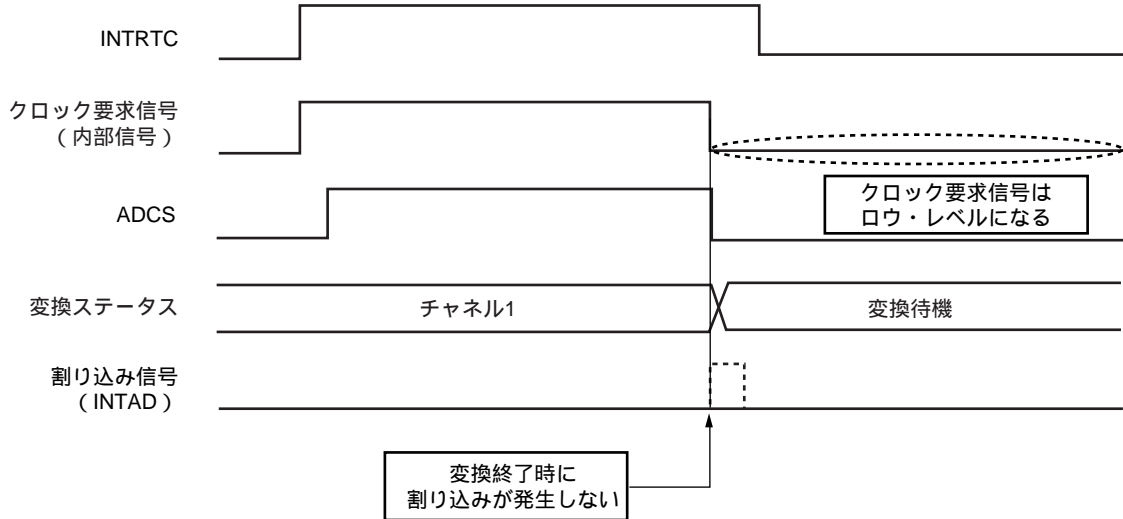 INTRTC
クロック要求信号
(内部信号)
ADCS
クロック要求信号は
ロウ・レベルになる
変換ステータス
チャネル1
変換待機
割り込み信号
(INTAD)
変換終了時に
割り込みが発生しない